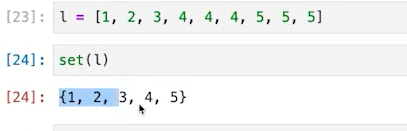 [23]: l = [1, 2, 3, 4, 4, 4, 5, 5, 5]
[24]: set(l)
[24]: {1, 2, 3, 4, 5}